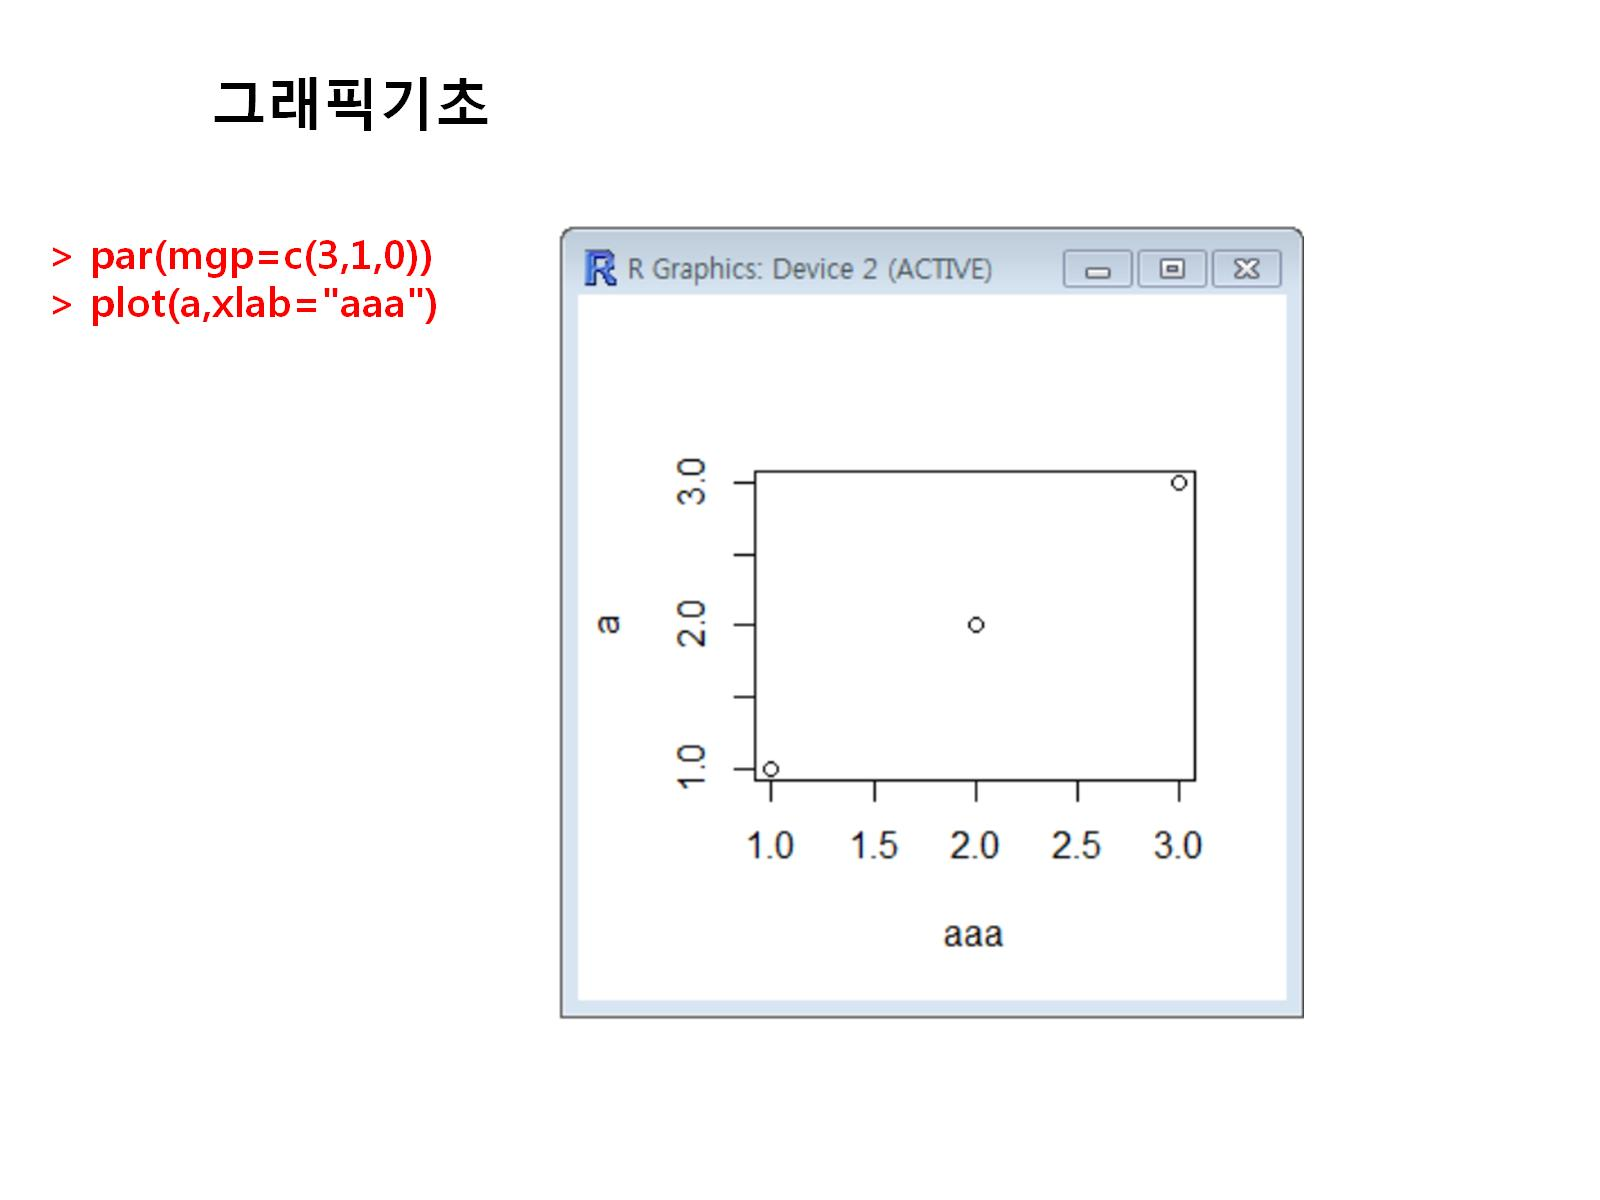 그래픽기초
> par(mgp=c(3,1,0))
> plot(a,xlab="aaa")
R Graphics: Device 2 (ACTIVE)
3.0
2.0
1.0
a
1.0 1.5 2.0 2.5 3.0
aaa